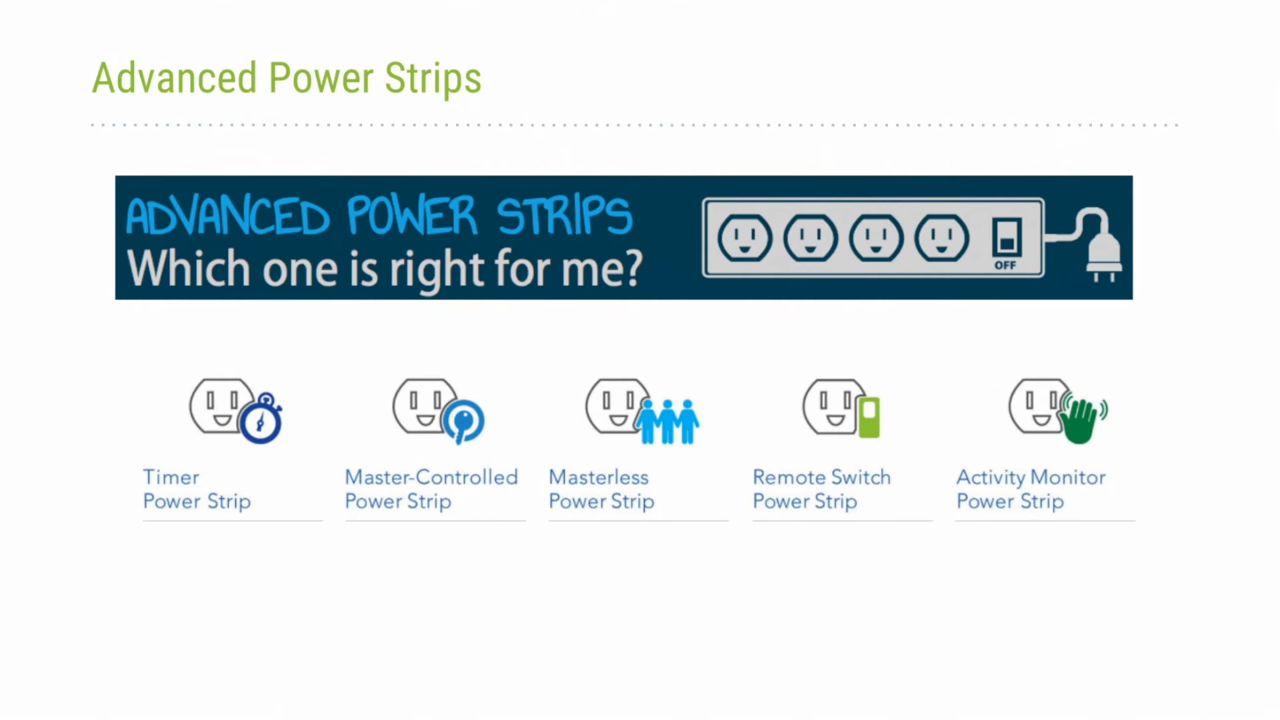 Advanced Power Strips
ADVANCED POWER STRIPS
Which one is right for me?
OFF
Timer
Power Strip
Master-Controlled
Power Strip
Masterless
Power Strip
Remote Switch
Power Strip
Activity Monitor
Power Strip